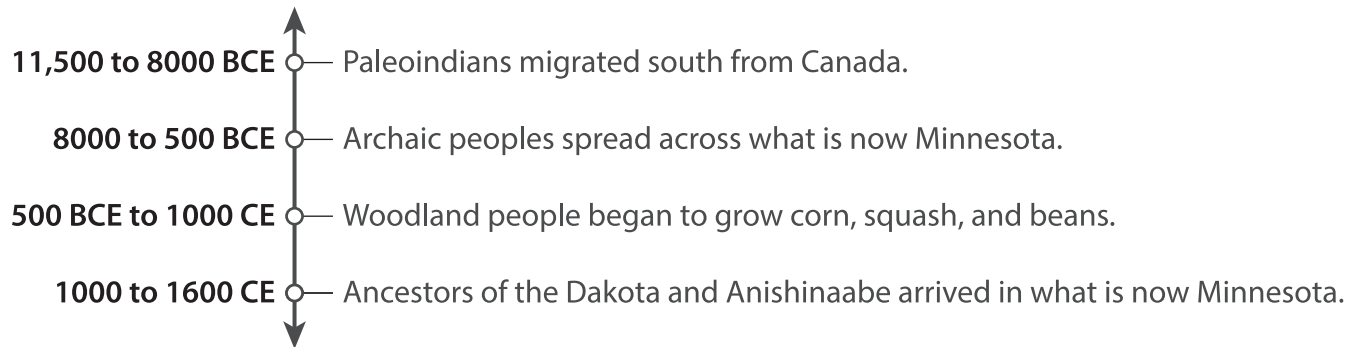 11,500 to 8000 BCE Paleoindians migrated south from Canada.
8000 to 500 BCE Archaic peoples spread across what is now Minnesota.
500 BCE to 1000 CE Woodland people began to grow corn, squash, and beans.
1000 to 1600 CE Ancestors of the Dakota and Anishinaabe arrived in what is now Minnesota.